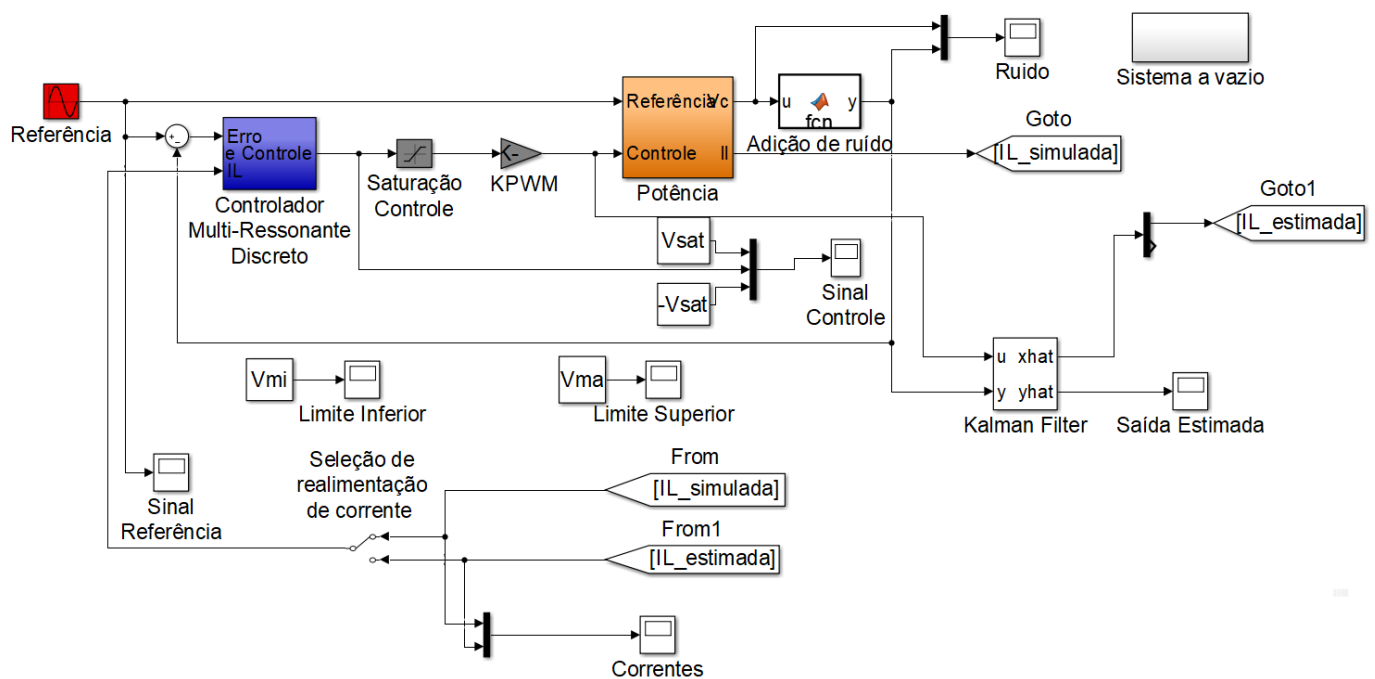 Ruido
Sistema a vazio
Referência
Referência
Vc
u
y
fcn
Adição de ruído
Goto
[IL_simulada]
Erro
e Controle
IL
Controlador
Multi-Ressonante
Discreto
Saturação
Controle
K-
KPWM
Controle
Il
Potência
Goto1
[IL_estimada]
Vsat
-Vsat
Sinal
Controle
u
xhat
y
yhat
Kalman Filter
Saída Estimada
Vmi
Limite Inferior
Vma
Limite Superior
Sinal
Referência
Seleção de
realimentação
de corrente
From
[IL_simulada]
From1
[IL_estimada]
Correntes